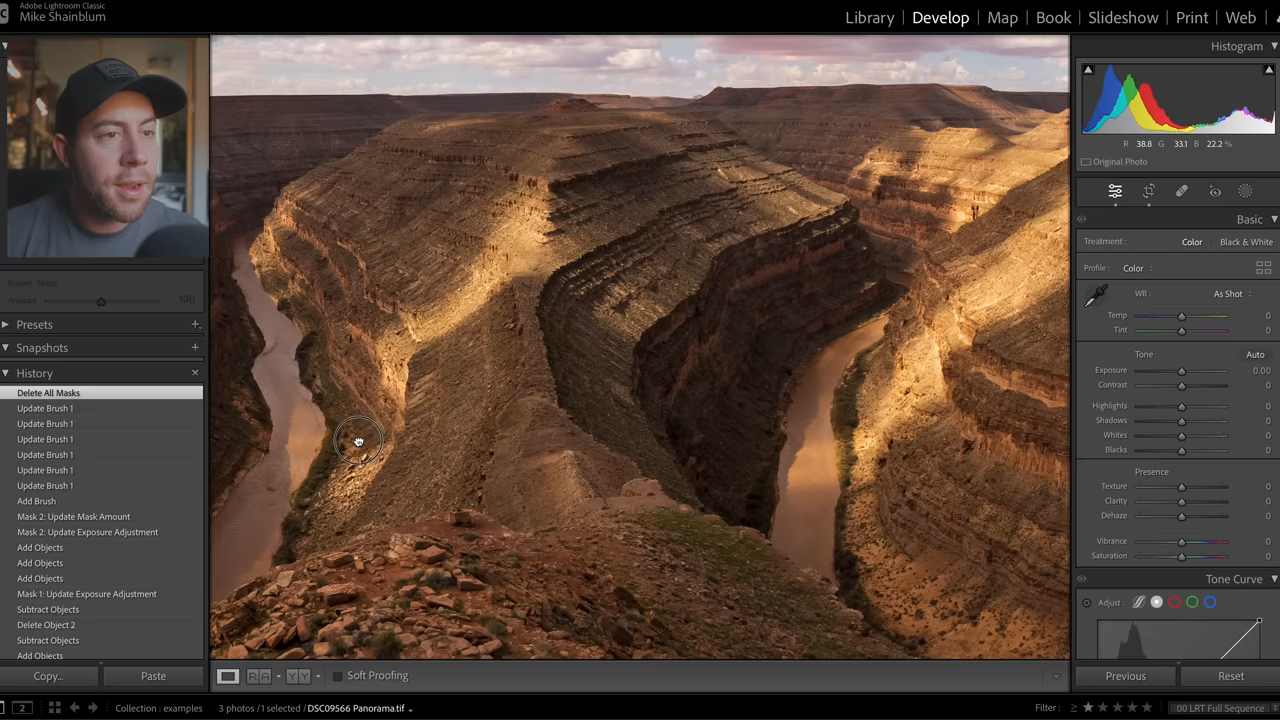 Adobe Lightroom Classic
Mike Shainblum
Library | Develop | Map | Book | Slideshow | Print | Web |
Histogram
R 38.8 G 33.1 B 22.2 %
Original Photo
Basic
Treatment : Color Black & White
Profile : Color
WB : As Shot
Temp 0
Tint 0
Tone Auto
Exposure 0.00
Contrast 0
Highlights 0
Shadows 0
Whites 0
Blacks 0
Presence
Texture 0
Clarity 0
Dehaze 0
Vibrance 0
Saturation 0
Tone Curve
Adjust :
Previous Reset
Preset: None
Amount 100
Presets +
Snapshots +
History ×
Delete All Masks
Update Brush 1
Update Brush 1
Update Brush 1
Update Brush 1
Update Brush 1
Update Brush 1
Add Brush
Mask 2: Update Mask Amount
Mask 2: Update Exposure Adjustment
Add Objects
Add Objects
Add Objects
Mask 1: Update Exposure Adjustment
Subtract Objects
Delete Object 2
Subtract Objects
Add Objects
Copy... Paste
R A Y Y Soft Proofing
2 Collection : examples 3 photos / 1 selected / DSC09566 Panorama.tif
Filter : ≥ ★ ★ ★ ★ ★ 00 LRT Full Sequence